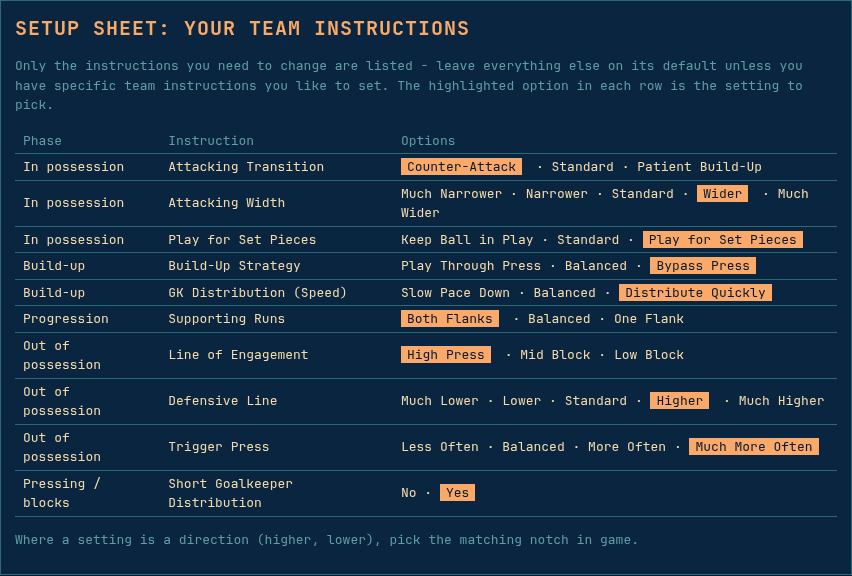 SETUP SHEET: YOUR TEAM INSTRUCTIONS
Only the instructions you need to change are listed - leave everything else on its default unless you
have specific team instructions you like to set. The highlighted option in each row is the setting to
pick.
Phase Instruction Options
In possession Attacking Transition Counter-Attack · Standard · Patient Build-Up
In possession Attacking Width Much Narrower · Narrower · Standard · Wider · Much
Wider
In possession Play for Set Pieces Keep Ball in Play · Standard · Play for Set Pieces
Build-up Build-Up Strategy Play Through Press · Balanced · Bypass Press
Build-up GK Distribution (Speed) Slow Pace Down · Balanced · Distribute Quickly
Progression Supporting Runs Both Flanks · Balanced · One Flank
Out of
possession Line of Engagement High Press · Mid Block · Low Block
Out of
possession Defensive Line Much Lower · Lower · Standard · Higher · Much Higher
Out of
possession Trigger Press Less Often · Balanced · More Often · Much More Often
Pressing / Short Goalkeeper
blocks Distribution No · Yes
Where a setting is a direction (higher, lower), pick the matching notch in game.